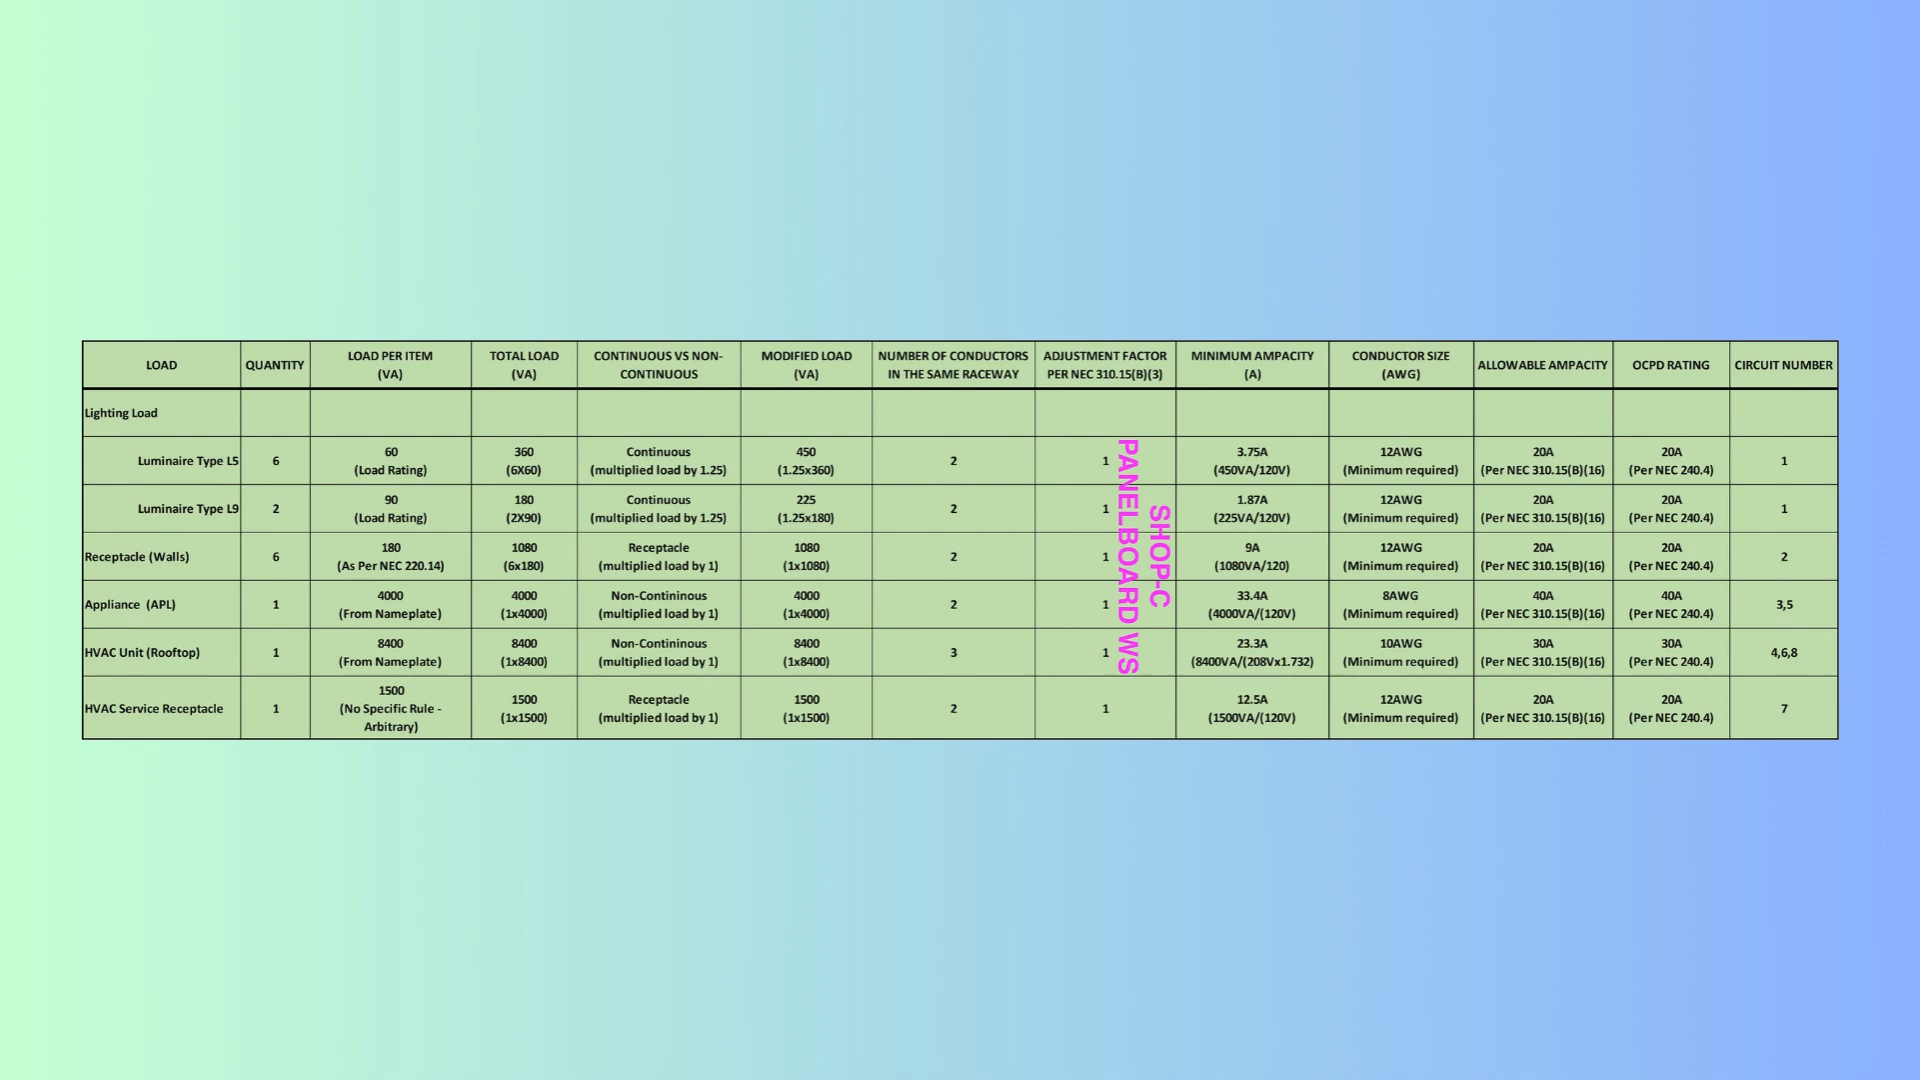 LOAD
QUANTITY
LOAD PER ITEM
(VA)
TOTAL LOAD
(VA)
CONTINUOUS VS NON-
CONTINUOUS
MODIFIED LOAD
(VA)
NUMBER OF CONDUCTORS
IN THE SAME RACEWAY
ADJUSTMENT FACTOR
PER NEC 310.15(B)(3)
MINIMUM AMPACITY
(A)
CONDUCTOR SIZE
(AWG)
ALLOWABLE AMPACITY
OCPD RATING
CIRCUIT NUMBER
Lighting Load
Luminaire Type L5
6
60
(Load Rating)
360
(6X60)
Continuous
(multiplied load by 1.25)
450
(1.25x360)
2
1
3.75A
(450VA/120V)
12AWG
(Minimum required)
20A
(Per NEC 310.15(B)(16)
20A
(Per NEC 240.4)
1
Luminaire Type L9
2
90
(Load Rating)
180
(2X90)
Continuous
(multiplied load by 1.25)
225
(1.25x180)
2
1
1.87A
(225VA/120V)
12AWG
(Minimum required)
20A
(Per NEC 310.15(B)(16)
20A
(Per NEC 240.4)
1
Receptacle (Walls)
6
180
(As Per NEC 220.14)
1080
(6x180)
Receptacle
(multiplied load by 1)
1080
(1x1080)
2
1
9A
(1080VA/120)
12AWG
(Minimum required)
20A
(Per NEC 310.15(B)(16)
20A
(Per NEC 240.4)
2
Appliance (APL)
1
4000
(From Nameplate)
4000
(1x4000)
Non-Contininous
(multiplied load by 1)
4000
(1x4000)
2
1
33.4A
(4000VA/(120V)
8AWG
(Minimum required)
40A
(Per NEC 310.15(B)(16)
40A
(Per NEC 240.4)
3,5
HVAC Unit (Rooftop)
1
8400
(From Nameplate)
8400
(1x8400)
Non-Contininous
(multiplied load by 1)
8400
(1x8400)
3
1
23.3A
(8400VA/(208Vx1.732)
10AWG
(Minimum required)
30A
(Per NEC 310.15(B)(16)
30A
(Per NEC 240.4)
4,6,8
HVAC Service Receptacle
1
1500
(No Specific Rule -
Arbitrary)
1500
(1x1500)
Receptacle
(multiplied load by 1)
1500
(1x1500)
2
1
12.5A
(1500VA/(120V)
12AWG
(Minimum required)
20A
(Per NEC 310.15(B)(16)
20A
(Per NEC 240.4)
7
SHOP-C
PANELBOARD WS